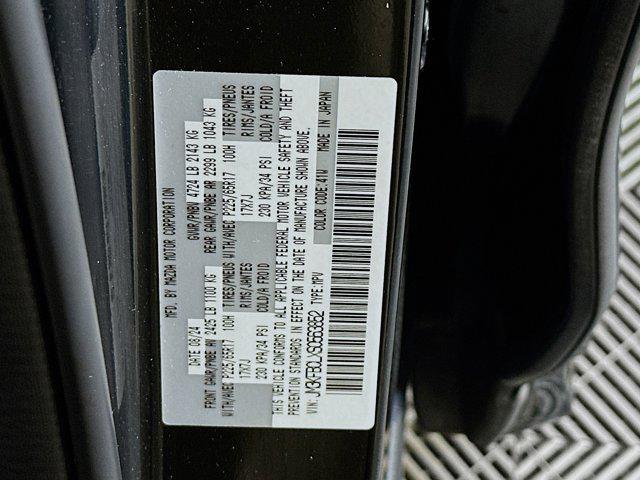 MFD. BY MAZDA MOTOR CORPORATION
DATE 08/24 GVWR/PNBV 4724 LB 2143 KG
FRONT GAWR/PNBE AV 2425 LB 1100 KG REAR GAWR/PNBE AR 2299 LB 1043 KG
WITH/AVEC P225/65R17 100H TIRES/PNEUS WITH/AVEC P225/65R17 100H TIRES/PNEUS
17X7J RIMS/JANTES 17X7J RIMS/JANTES
230 KPA/34 PSI COLD/A FROID 230 KPA/34 PSI COLD/A FROID
THIS VEHICLE CONFORMS TO ALL APPLICABLE FEDERAL MOTOR VEHICLE SAFETY AND THEFT
PREVENTION STANDARDS IN EFFECT ON THE DATE OF MANUFACTURE SHOWN ABOVE.
VIN: TYPE: MPV COLOR CODE: 41W MADE IN JAPAN